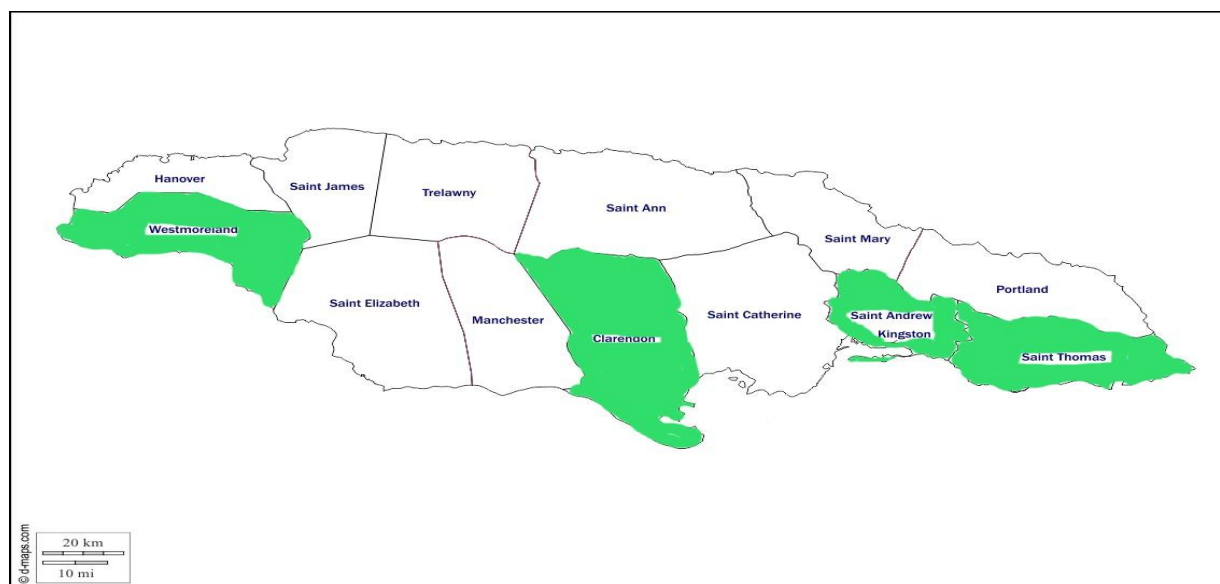 Hanover
Saint James
Trelawny
Saint Ann
Westmoreland
Saint Mary
Saint Elizabeth
Manchester
Clarendon
Saint Catherine
Saint Andrew
Kingston
Portland
Saint Thomas
20 km
10 mi
© d-maps.com